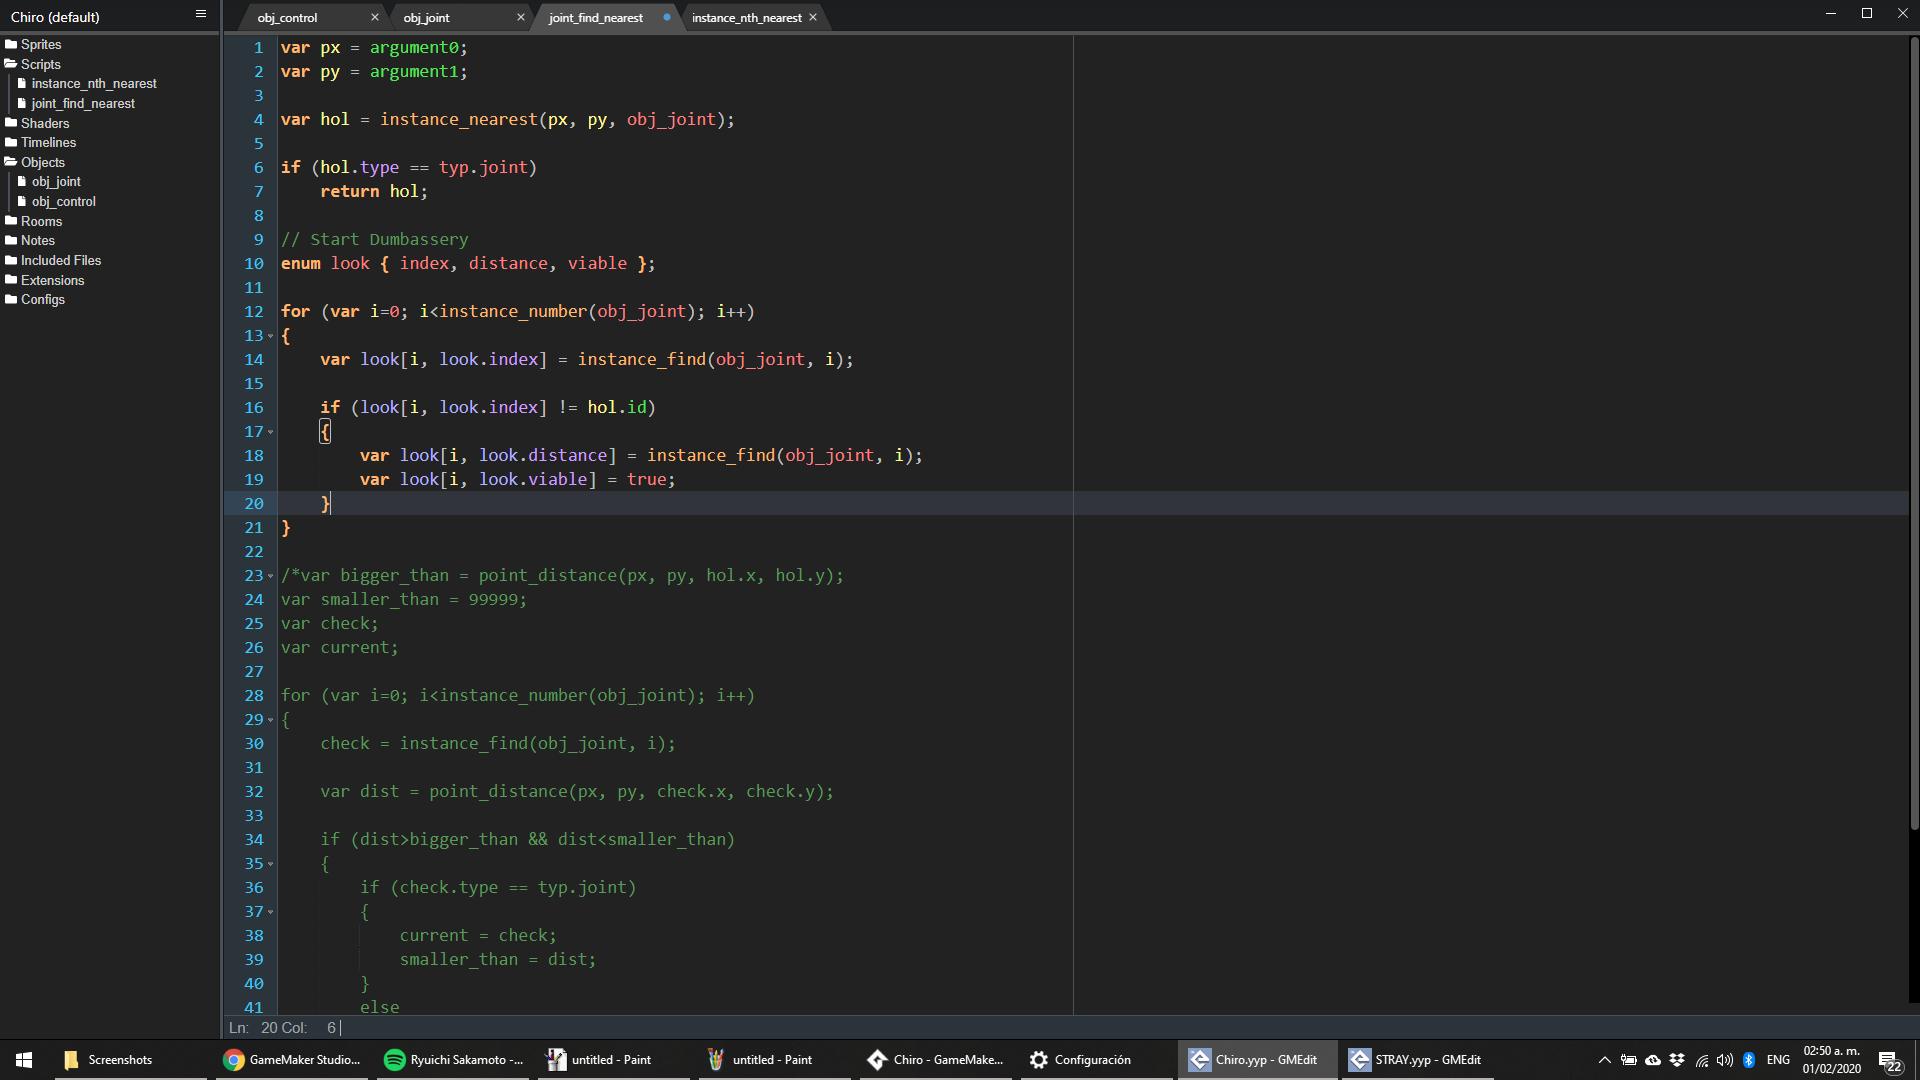 Chiro (default)
obj_control
obj_joint
joint_find_nearest
instance_nth_nearest
Sprites
Scripts
instance_nth_nearest
joint_find_nearest
Shaders
Timelines
Objects
obj_joint
obj_control
Rooms
Notes
Included Files
Extensions
Configs
1 var px = argument0;
2 var py = argument1;
3
4 var hol = instance_nearest(px, py, obj_joint);
5
6 if (hol.type == typ.joint)
7     return hol;
8
9 // Start Dumbassery
10 enum look { index, distance, viable };
11
12 for (var i=0; i<instance_number(obj_joint); i++)
13 {
14     var look[i, look.index] = instance_find(obj_joint, i);
15
16     if (look[i, look.index] != hol.id)
17     {
18         var look[i, look.distance] = instance_find(obj_joint, i);
19         var look[i, look.viable] = true;
20     }
21 }
22
23 /*var bigger_than = point_distance(px, py, hol.x, hol.y);
24 var smaller_than = 99999;
25 var check;
26 var current;
27
28 for (var i=0; i<instance_number(obj_joint); i++)
29 {
30     check = instance_find(obj_joint, i);
31
32     var dist = point_distance(px, py, check.x, check.y);
33
34     if (dist>bigger_than && dist<smaller_than)
35     {
36         if (check.type == typ.joint)
37         {
38             current = check;
39             smaller_than = dist;
40         }
41         else
Ln: 20 Col: 6
Screenshots
GameMaker Studio...
Ryuichi Sakamoto -...
untitled - Paint
untitled - Paint
Chiro - GameMake...
Configuración
Chiro.yyp - GMEdit
STRAY.yyp - GMEdit
ENG
02:50 a. m.
01/02/2020
22